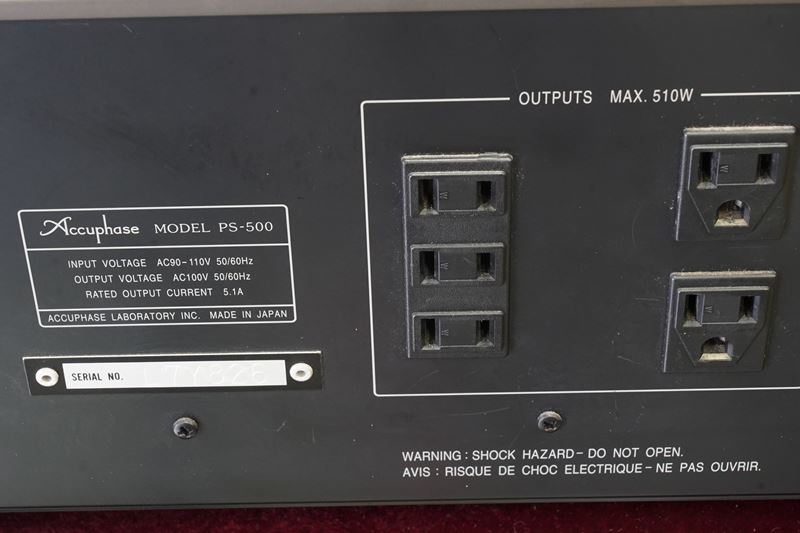 OUTPUTS MAX. 510W
Accuphase MODEL PS-500
INPUT VOLTAGE AC90-110V 50/60Hz
OUTPUT VOLTAGE AC100V 50/60Hz
RATED OUTPUT CURRENT 5.1A
ACCUPHASE LABORATORY INC. MADE IN JAPAN
SERIAL NO.
WARNING : SHOCK HAZARD - DO NOT OPEN.
AVIS : RISQUE DE CHOC ELECTRIQUE - NE PAS OUVRIR.